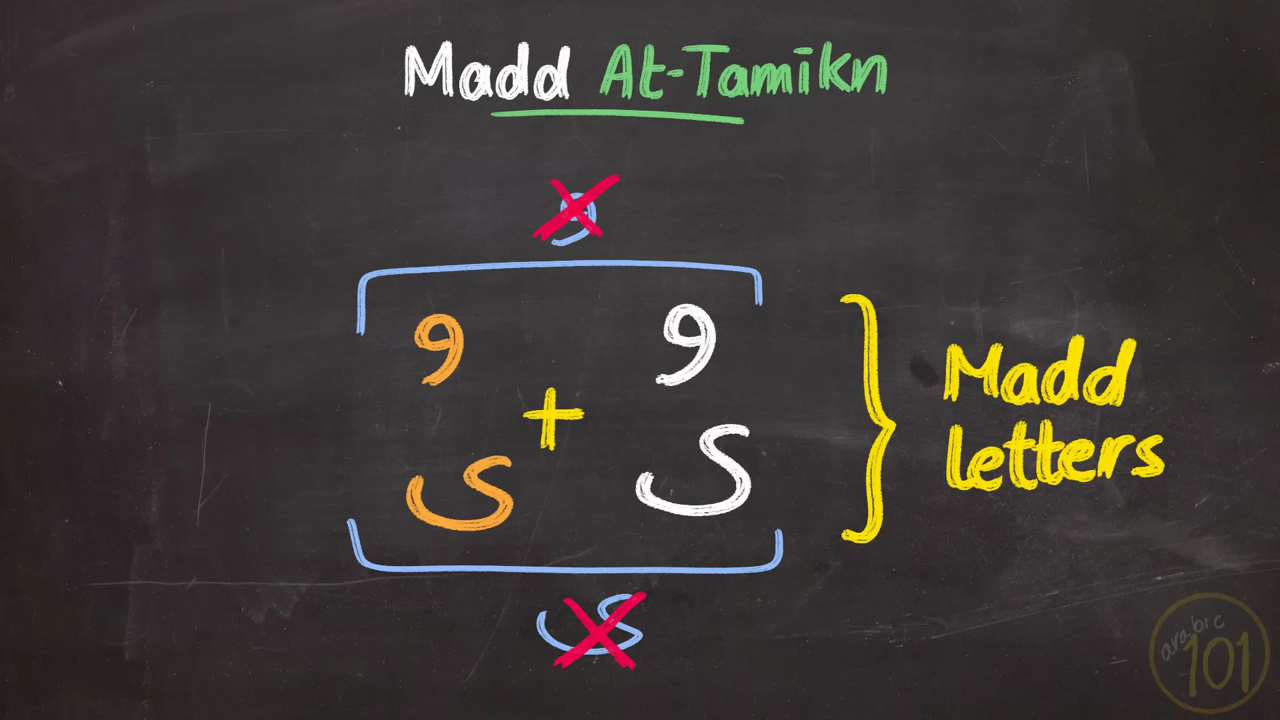 Madd At-Tamikn
و
و و
+
ى ى
ى
Madd
letters
arabic
101